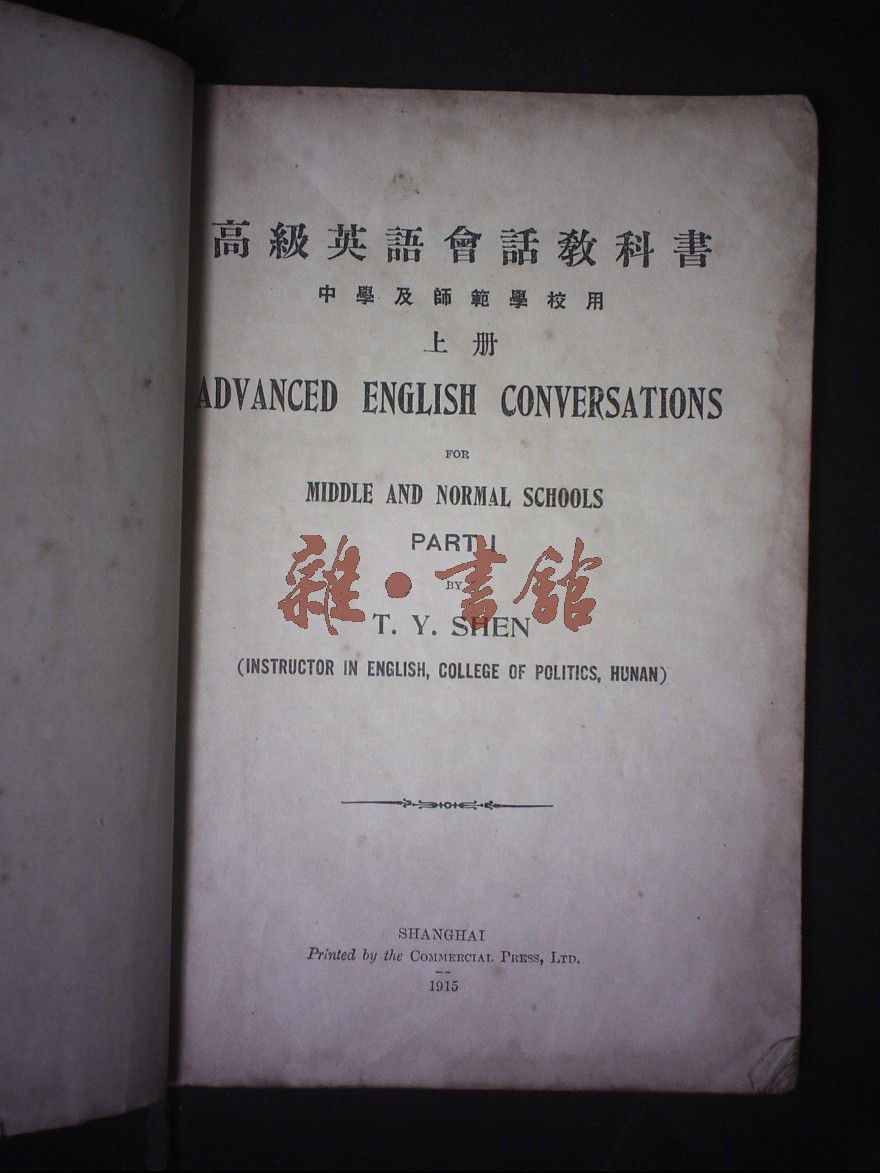 高級英語會話教科書
中學及師範學校用
上册
ADVANCED ENGLISH CONVERSATIONS
FOR
MIDDLE AND NORMAL SCHOOLS
PART I
雜·書館
BY
T. Y. SHEN
(INSTRUCTOR IN ENGLISH, COLLEGE OF POLITICS, HUNAN)
SHANGHAI
Printed by the COMMERCIAL PRESS, LTD.
1915